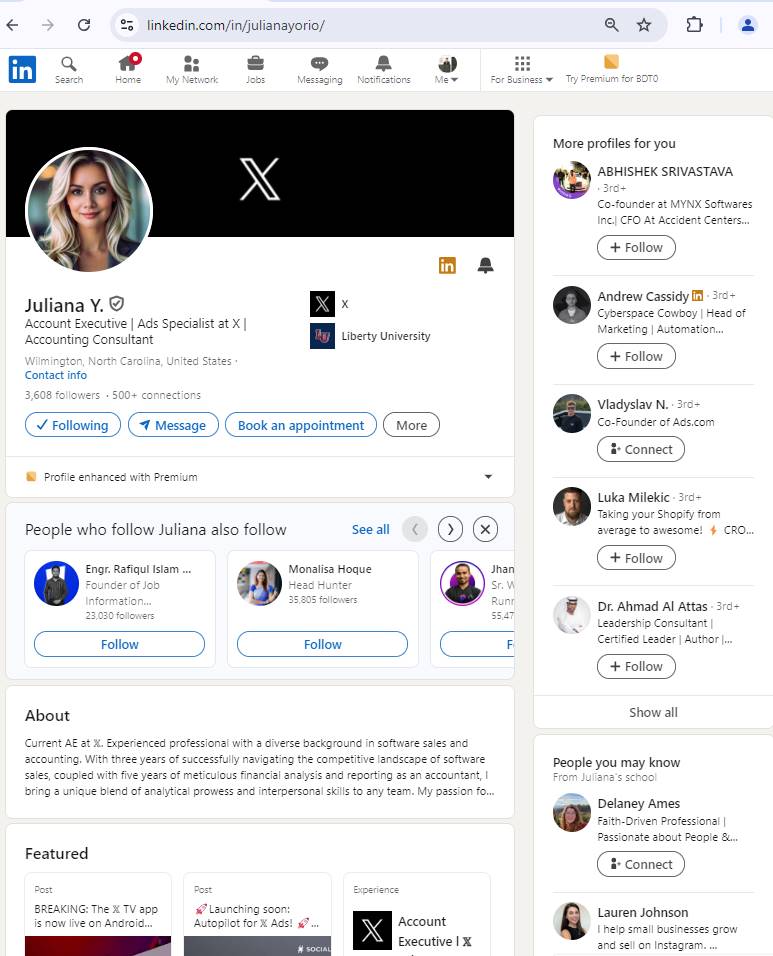 linkedin.com/in/julianayorio/
in
Search
Home
My Network
Jobs
Messaging
Notifications
Me
For Business
Try Premium for BDT0
X
in
Juliana Y.
Account Executive | Ads Specialist at X |
Accounting Consultant
Wilmington, North Carolina, United States ·
Contact info
3,608 followers · 500+ connections
X
Liberty University
Following
Message
Book an appointment
More
Profile enhanced with Premium
People who follow Juliana also follow
See all
Engr. Rafiqul Islam ...
Founder of Job
Information...
23,030 followers
Follow
Monalisa Hoque
Head Hunter
35,805 followers
Follow
Jhan
Sr. W
Runn
55,47
F
About
Current AE at 𝕏. Experienced professional with a diverse background in software sales and
accounting. With three years of successfully navigating the competitive landscape of software
sales, coupled with five years of meticulous financial analysis and reporting as an accountant, I
bring a unique blend of analytical prowess and interpersonal skills to any team. My passion fo...
Featured
Post
BREAKING: The 𝕏 TV app
is now live on Android...
Post
🚀Launching soon:
Autopilot for 𝕏 Ads! 🚀...
SOCIAL
Experience
Account
Executive l 𝕏
More profiles for you
ABHISHEK SRIVASTAVA
· 3rd+
Co-founder at MYNX Softwares
Inc.| CFO At Accident Centers...
+ Follow
Andrew Cassidy in · 3rd+
Cyberspace Cowboy | Head of
Marketing | Automation...
+ Follow
Vladyslav N. · 3rd+
Co-Founder of Ads.com
Connect
Luka Milekic · 3rd+
Taking your Shopify from
average to awesome! ⚡ CRO...
+ Follow
Dr. Ahmad Al Attas · 3rd+
Leadership Consultant |
Certified Leader | Author |...
+ Follow
Show all
People you may know
From Juliana's school
Delaney Ames
Faith-Driven Professional |
Passionate about People &...
Connect
Lauren Johnson
I help small businesses grow
and sell on Instagram. ...